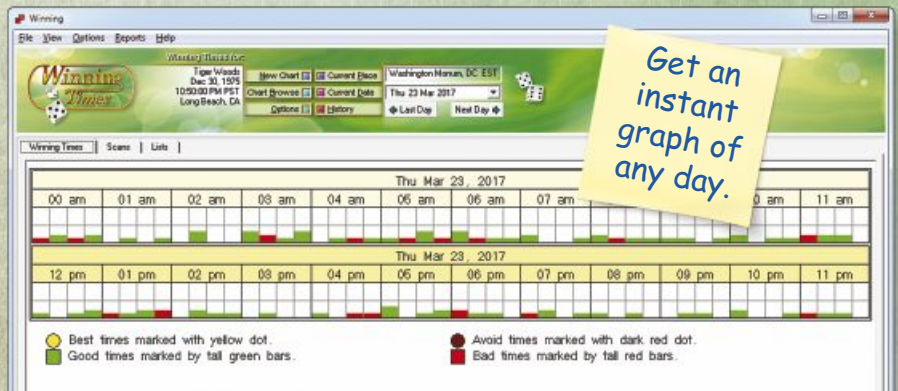 Winning
File View Options Reports Help
Winning Times
Winning Times for:
Tiger Woods
Dec 30, 1975
10:50:00 PM PST
Long Beach, CA
New Chart Current Place
Chart Browse Current Date
Options History
Washington Monum, DC EST
Thu 23 Mar 2017
Last Day Next Day
Get an
instant
graph of
any day.
Winning Times Scans Lists
Thu Mar 23, 2017
00 am 01 am 02 am 03 am 04 am 05 am 06 am 07 am 0 am 11 am
Thu Mar 23, 2017
12 pm 01 pm 02 pm 03 pm 04 pm 05 pm 06 pm 07 pm 08 pm 09 pm 10 pm 11 pm
Best times marked with yellow dot.
Good times marked by tall green bars.
Avoid times marked with dark red dot.
Bad times marked by tall red bars.